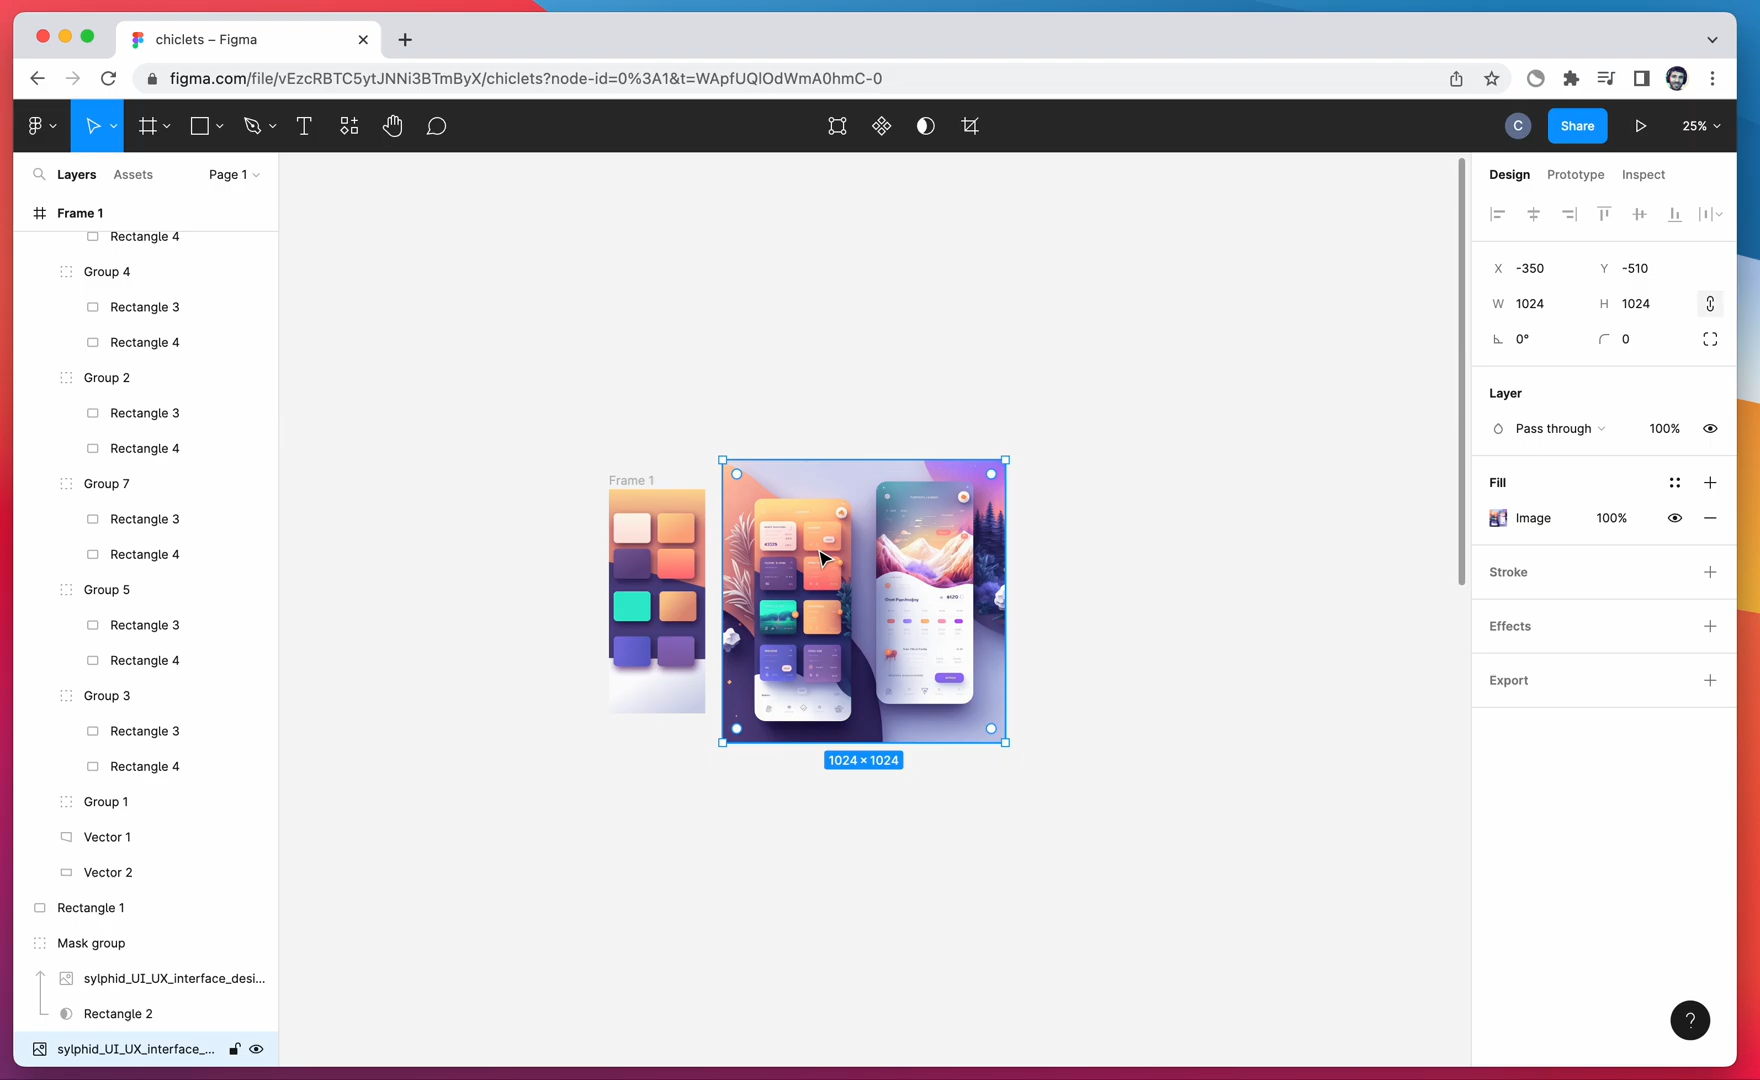 chiclets – Figma
figma.com/file/vEzcRBTC5ytJNNi3BTmByX/chiclets?node-id=0%3A1&t=WApfUQlOdWmA0hmC-0
C
Share
25%
Layers
Assets
Page 1
Design
Prototype
Inspect
Frame 1
Rectangle 4
Group 4
Rectangle 3
Rectangle 4
Group 2
Rectangle 3
Rectangle 4
Group 7
Rectangle 3
Rectangle 4
Group 5
Rectangle 3
Rectangle 4
Group 3
Rectangle 3
Rectangle 4
Group 1
Vector 1
Vector 2
Rectangle 1
Mask group
sylphid_UI_UX_interface_desi...
Rectangle 2
sylphid_UI_UX_interface_...
Frame 1
1024 × 1024
X -350 Y -510
W 1024 H 1024
0° 0
Layer
Pass through 100%
Fill
Image 100%
Stroke
Effects
Export
?